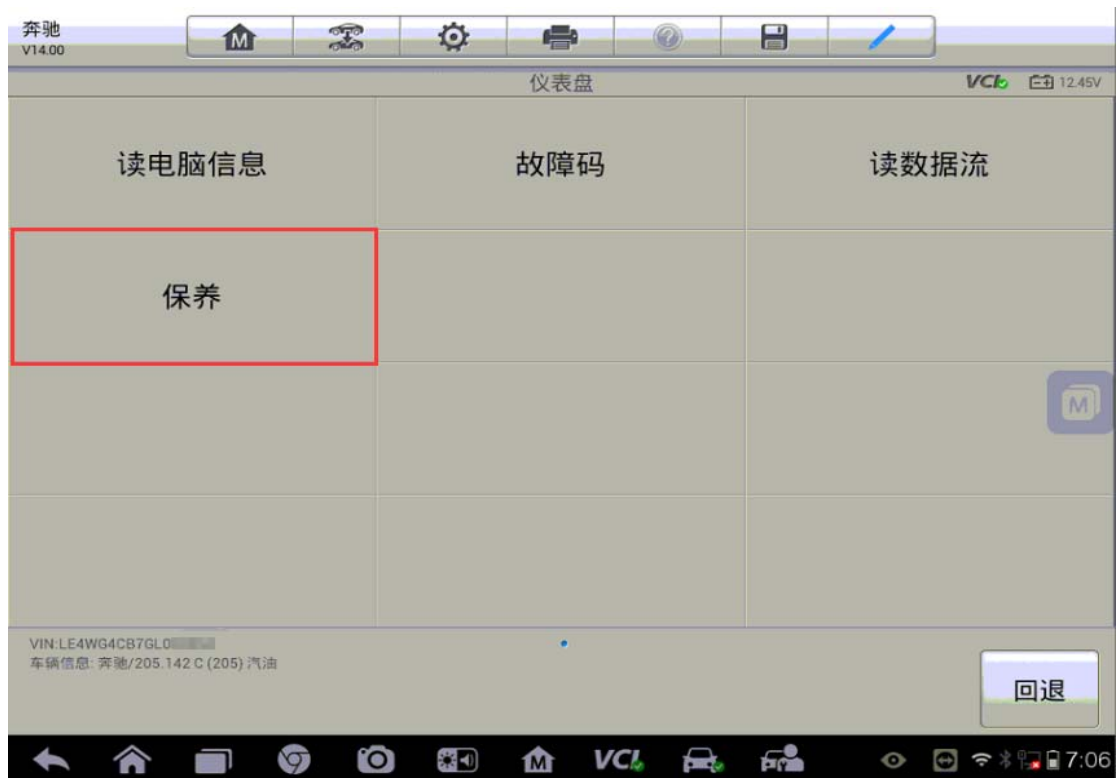 奔驰
V14.00
M
仪表盘
VCI
12.45V
读电脑信息
故障码
读数据流
保养
M
VIN:LE4WG4CB7GL0
车辆信息: 奔驰/205.142 C (205) 汽油
回退
M
VCI
7:06